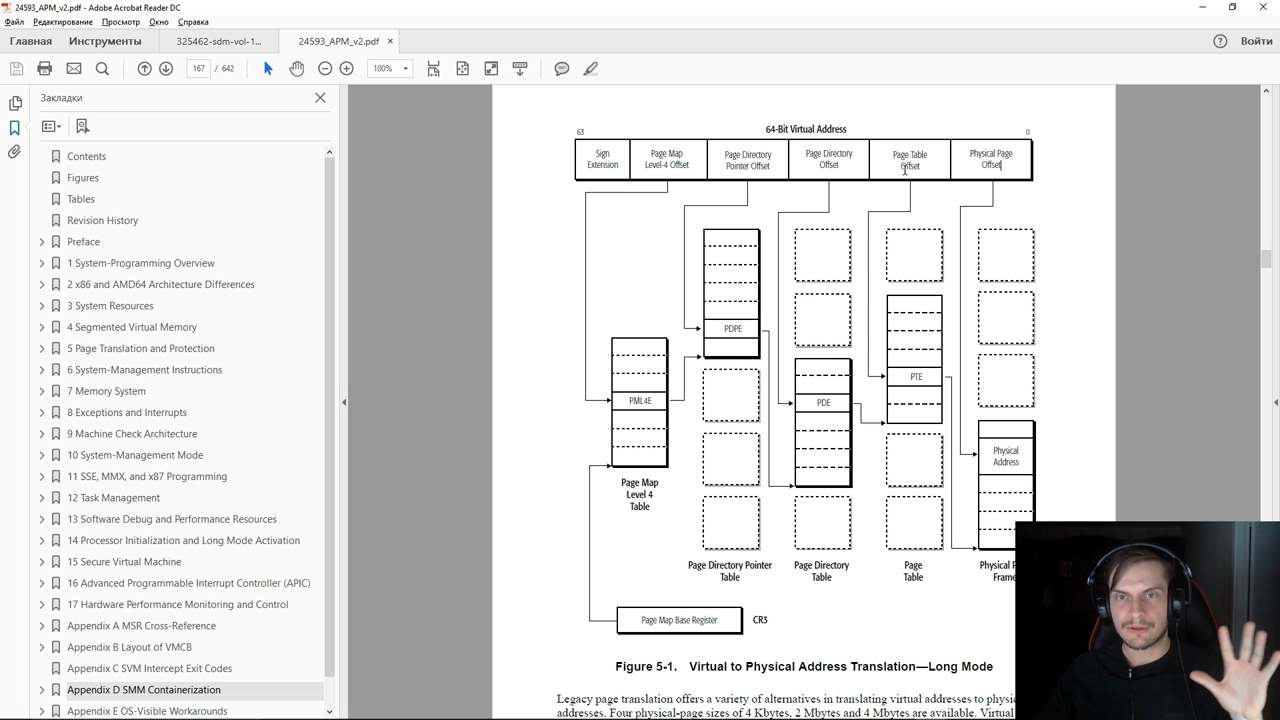 24593_APM_v2.pdf - Adobe Acrobat Reader DC
Файл Редактирование Просмотр Окно Справка
Главная Инструменты 325462-sdm-vol-1... 24593_APM_v2.pdf × Войти
167 / 642 100%
Закладки
Contents
Figures
Tables
Revision History
Preface
1 System-Programming Overview
2 x86 and AMD64 Architecture Differences
3 System Resources
4 Segmented Virtual Memory
5 Page Translation and Protection
6 System-Management Instructions
7 Memory System
8 Exceptions and Interrupts
9 Machine Check Architecture
10 System-Management Mode
11 SSE, MMX, and x87 Programming
12 Task Management
13 Software Debug and Performance Resources
14 Processor Initialization and Long Mode Activation
15 Secure Virtual Machine
16 Advanced Programmable Interrupt Controller (APIC)
17 Hardware Performance Monitoring and Control
Appendix A MSR Cross-Reference
Appendix B Layout of VMCB
Appendix C SVM Intercept Exit Codes
Appendix D SMM Containerization
Appendix E OS-Visible Workarounds
63 64-Bit Virtual Address 0
Sign
Extension
Page Map
Level-4 Offset
Page Directory
Pointer Offset
Page Directory
Offset
Page Table
Offset
Physical Page
Offset
PDPE
PML4E
PDE
PTE
Physical
Address
Page Map
Level 4
Table
Page Directory Pointer
Table
Page Directory
Table
Page
Table
Physical
Frame
Page Map Base Register CR3
Figure 5-1. Virtual to Physical Address Translation—Long Mode
Legacy page translation offers a variety of alternatives in translating virtual addresses to
addresses. Four physical-page sizes of 4 Kbytes, 2 Mbytes and 4 Mbytes are available. Virtual